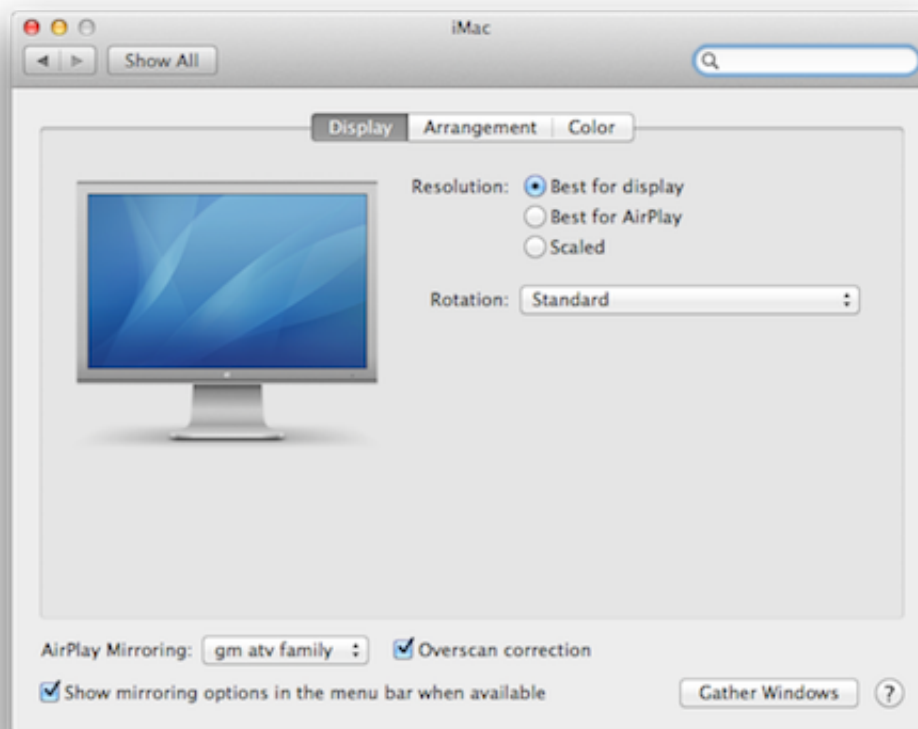 iMac
Show All
Display Arrangement Color
Resolution: Best for display
Best for AirPlay
Scaled
Rotation: Standard
AirPlay Mirroring: gm atv family Overscan correction
Show mirroring options in the menu bar when available Gather Windows ?